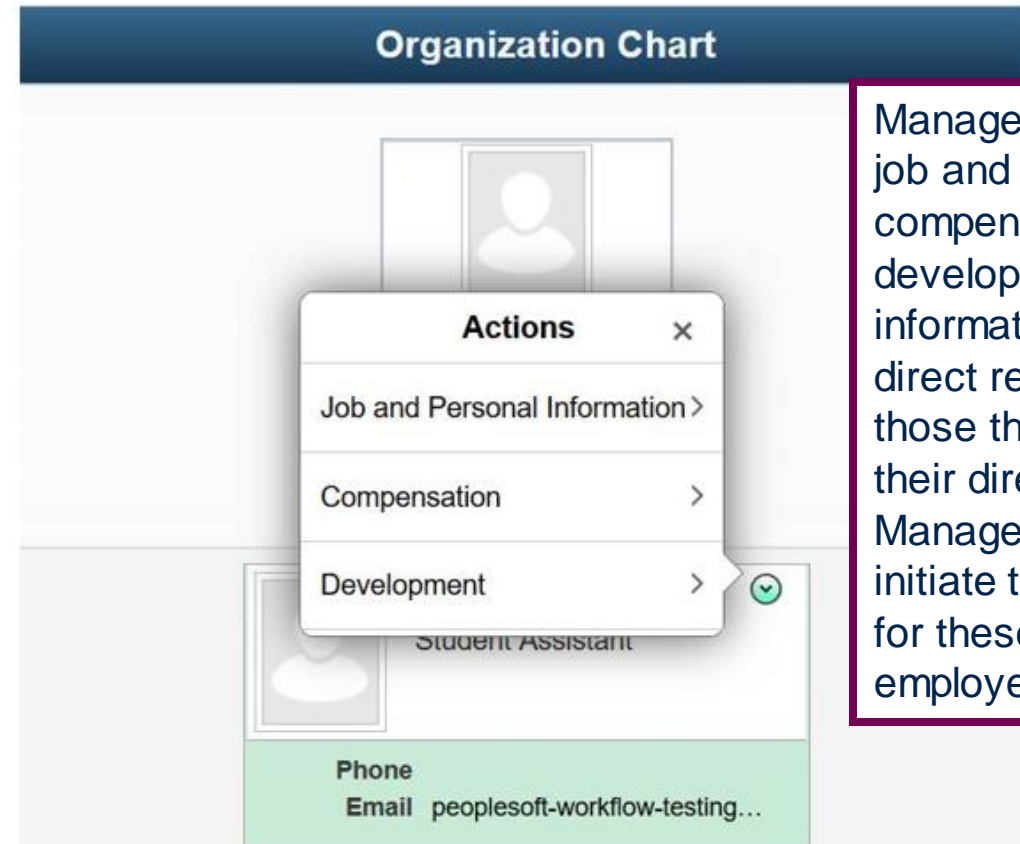 Organization Chart
Actions ×
Job and Personal Information >
Compensation >
Development >
Student Assistant
Phone
Email peoplesoft-workflow-testing…
Manage
job and
compen
develop
informat
direct re
those th
their dire
Manage
initiate t
for these
employe